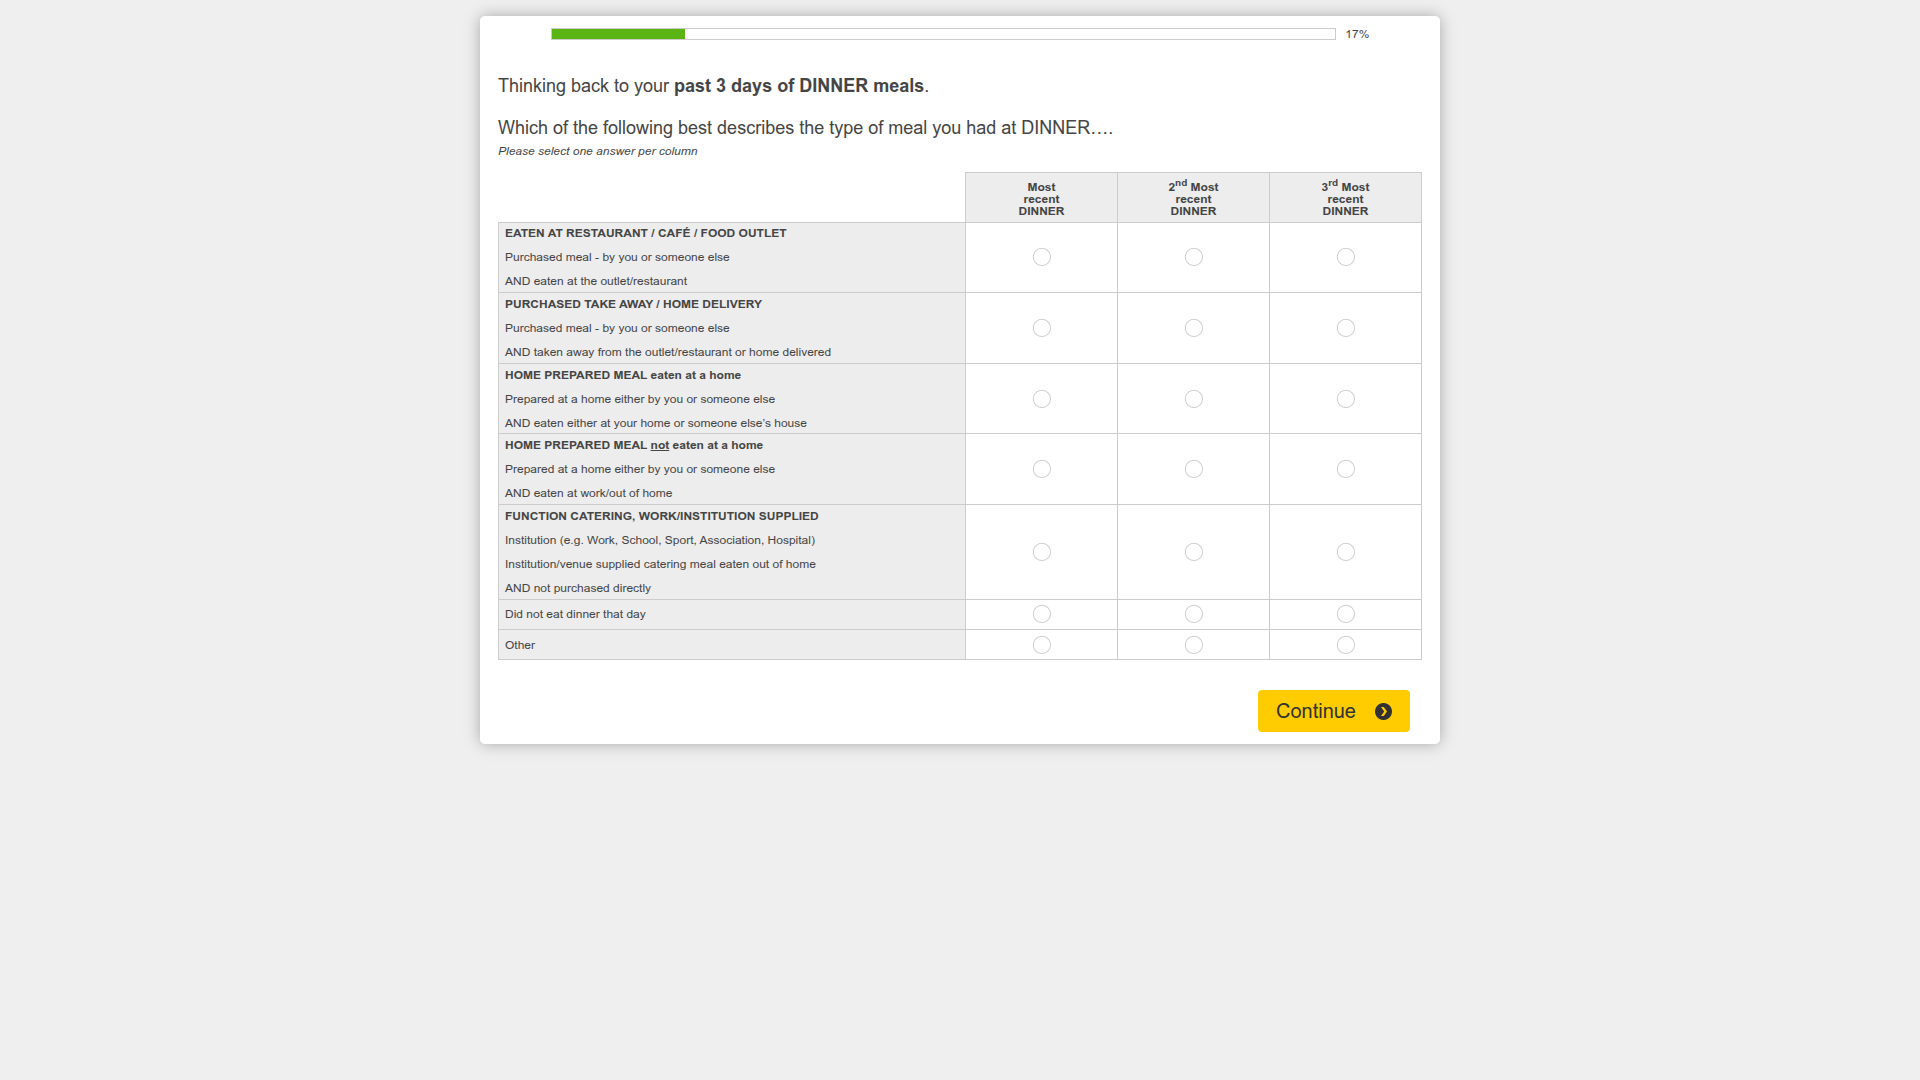 17%
Thinking back to your past 3 days of DINNER meals.
Which of the following best describes the type of meal you had at DINNER….
Please select one answer per column
Most recent DINNER
2nd Most recent DINNER
3rd Most recent DINNER
EATEN AT RESTAURANT / CAFÉ / FOOD OUTLET
Purchased meal - by you or someone else
AND eaten at the outlet/restaurant
PURCHASED TAKE AWAY / HOME DELIVERY
Purchased meal - by you or someone else
AND taken away from the outlet/restaurant or home delivered
HOME PREPARED MEAL eaten at a home
Prepared at a home either by you or someone else
AND eaten either at your home or someone else’s house
HOME PREPARED MEAL not eaten at a home
Prepared at a home either by you or someone else
AND eaten at work/out of home
FUNCTION CATERING, WORK/INSTITUTION SUPPLIED
Institution (e.g. Work, School, Sport, Association, Hospital)
Institution/venue supplied catering meal eaten out of home
AND not purchased directly
Did not eat dinner that day
Other
Continue